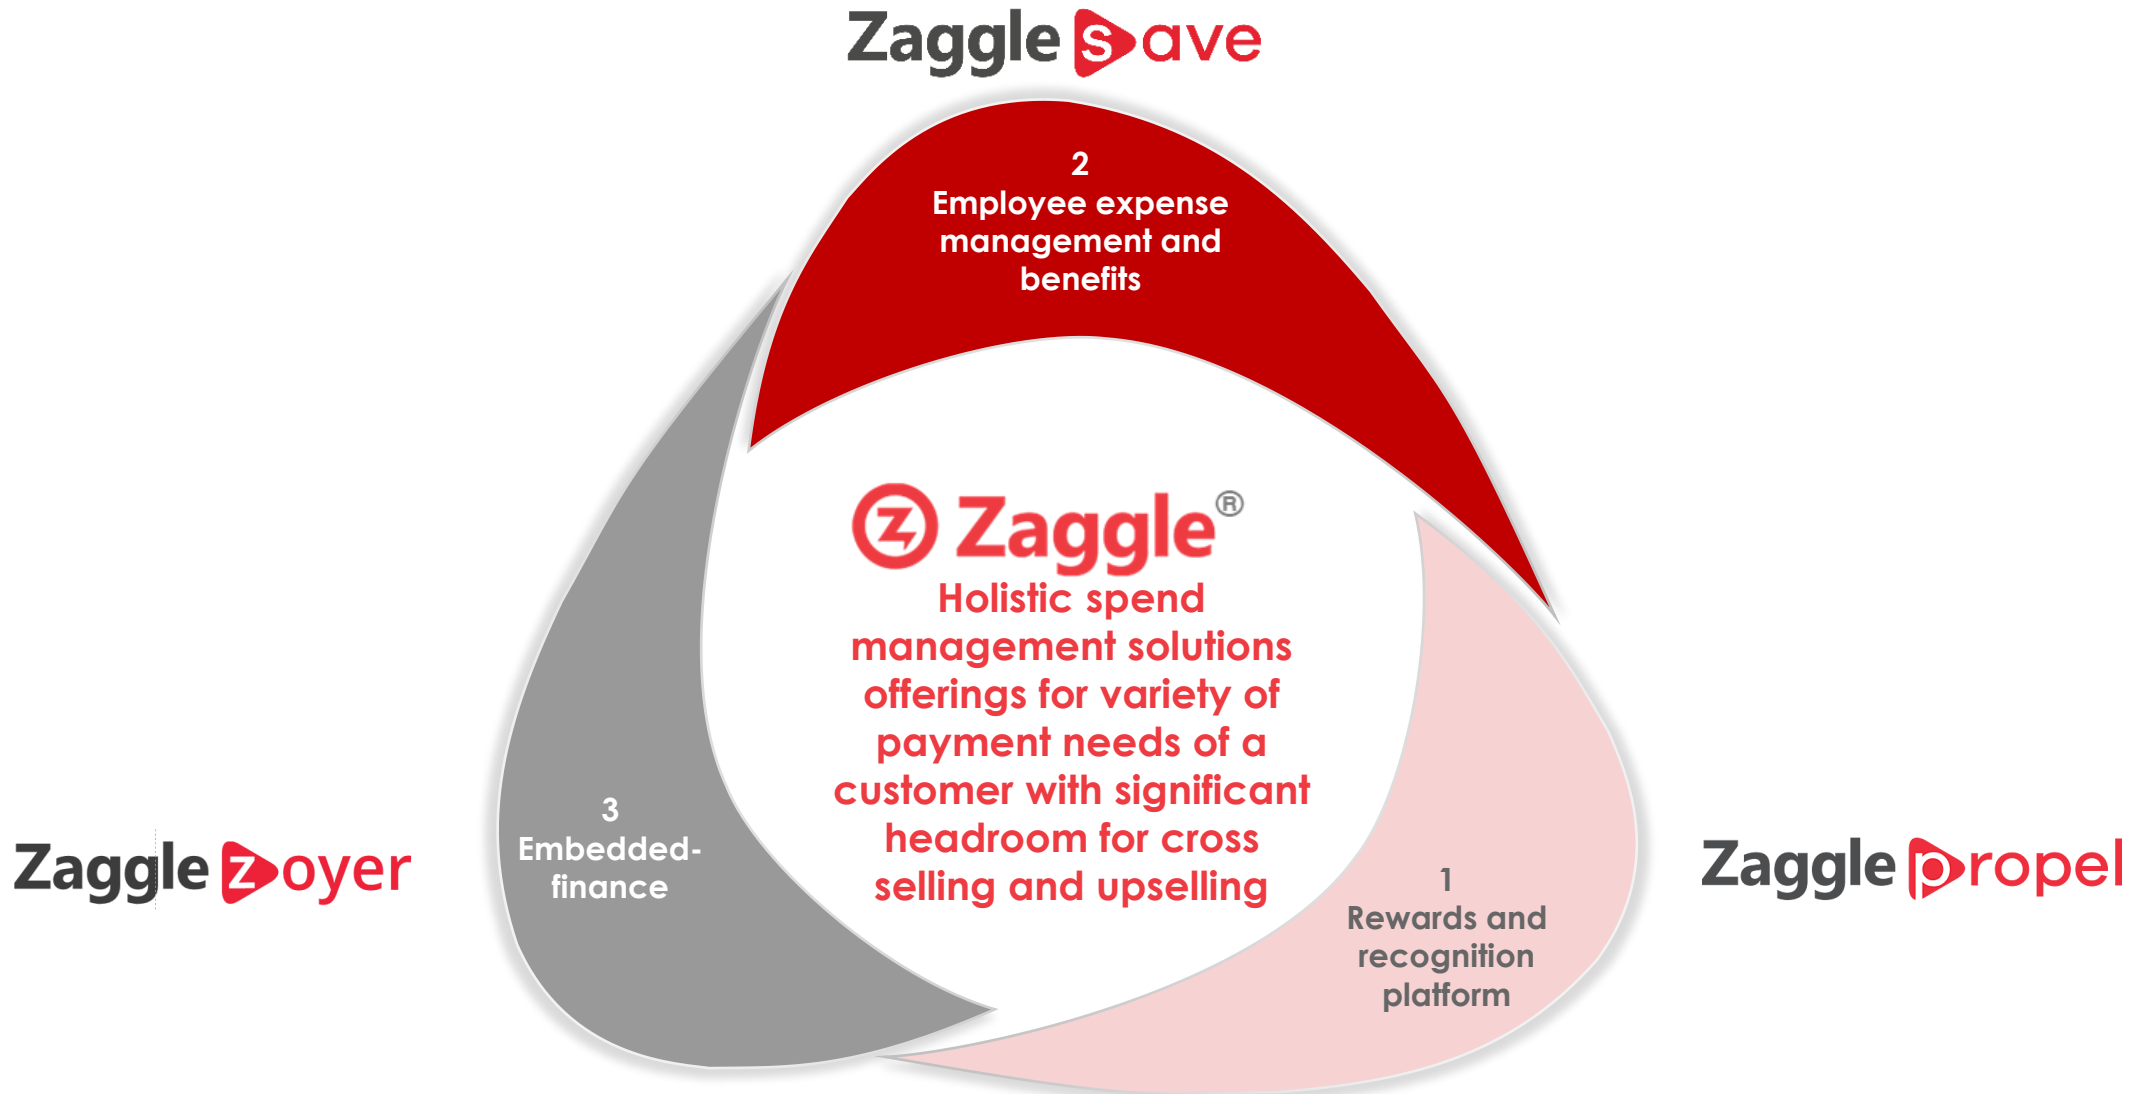 Zaggle save
2
Employee expense
management and
benefits
Z Zaggle®
Holistic spend
management solutions
offerings for variety of
payment needs of a
customer with significant
headroom for cross
selling and upselling
3
Embedded-
finance
Zaggle zoyer
1
Rewards and
recognition
platform
Zaggle propel